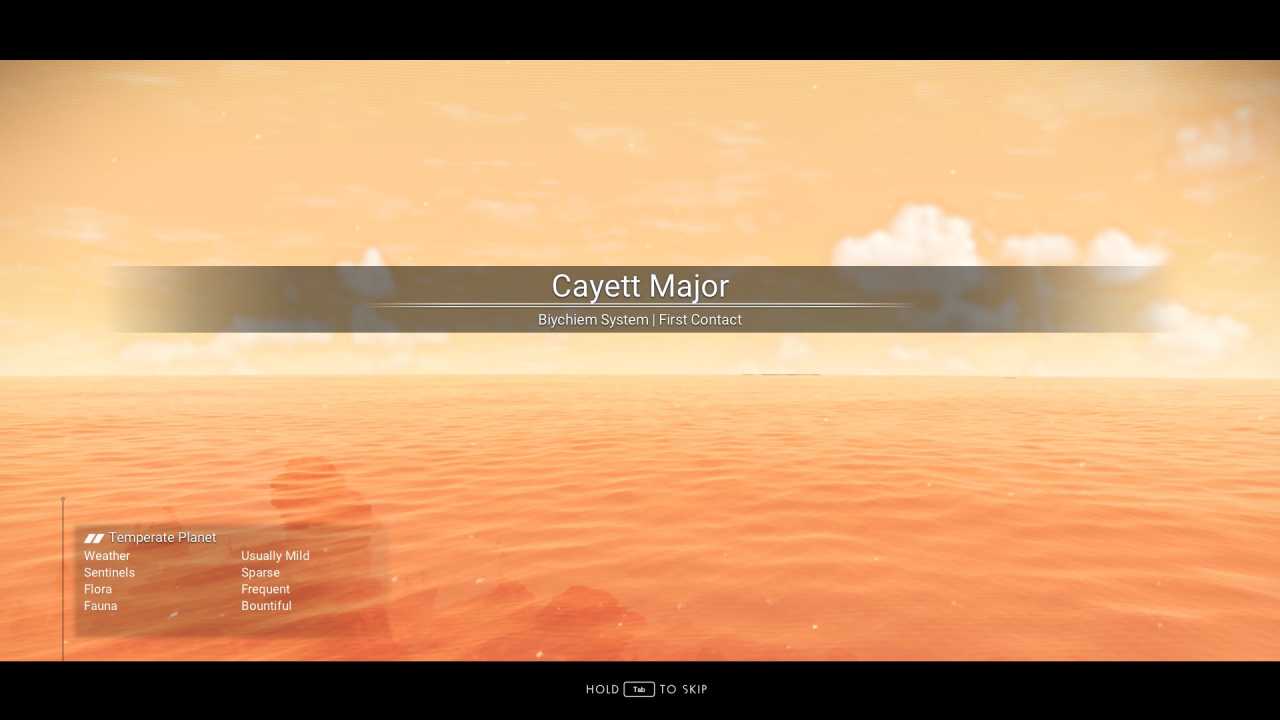 Cayett Major
Biychiem System | First Contact
Temperate Planet
Weather Usually Mild
Sentinels Sparse
Flora Frequent
Fauna Bountiful
HOLD Tab TO SKIP